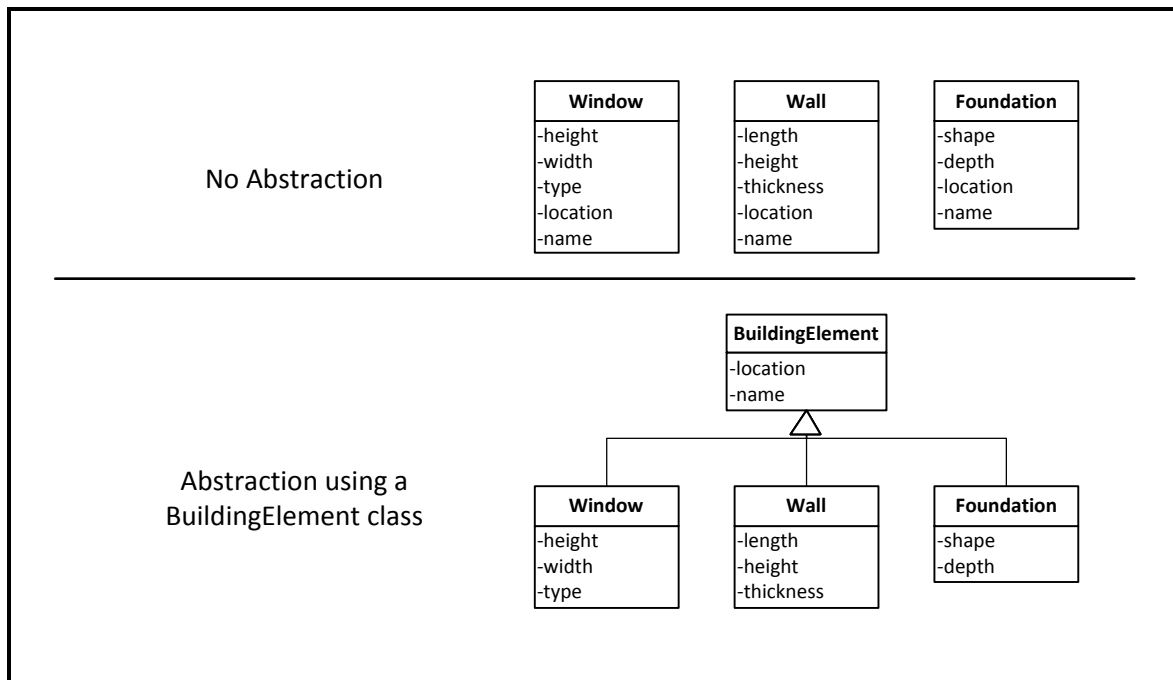 No Abstraction
Window
-height
-width
-type
-location
-name
Wall
-length
-height
-thickness
-location
-name
Foundation
-shape
-depth
-location
-name
Abstraction using a
BuildingElement class
BuildingElement
-location
-name
Window
-height
-width
-type
Wall
-length
-height
-thickness
Foundation
-shape
-depth